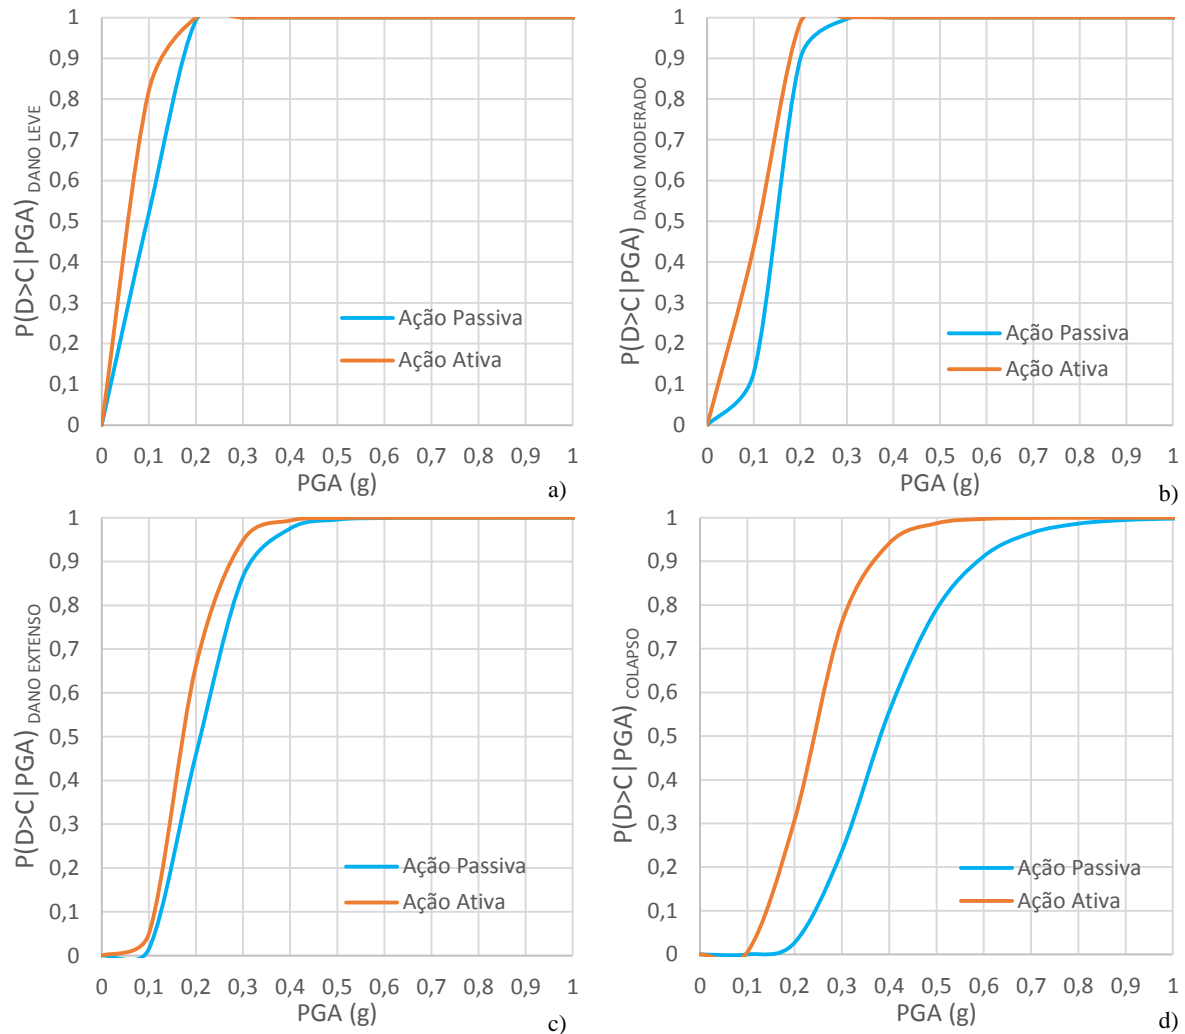 P(D>C|PGA) DANO LEVE
1
0,9
0,8
0,7
0,6
0,5
0,4
0,3
0,2
0,1
0
Ação Passiva
Ação Ativa
0 0,1 0,2 0,3 0,4 0,5 0,6 0,7 0,8 0,9 1
PGA (g)
a)
P(D>C|PGA) DANO MODERADO
1
0,9
0,8
0,7
0,6
0,5
0,4
0,3
0,2
0,1
0
Ação Passiva
Ação Ativa
0 0,1 0,2 0,3 0,4 0,5 0,6 0,7 0,8 0,9 1
PGA (g)
b)
P(D>C|PGA) DANO EXTENSO
1
0,9
0,8
0,7
0,6
0,5
0,4
0,3
0,2
0,1
0
Ação Passiva
Ação Ativa
0 0,1 0,2 0,3 0,4 0,5 0,6 0,7 0,8 0,9 1
PGA (g)
c)
P(D>C|PGA) COLAPSO
1
0,9
0,8
0,7
0,6
0,5
0,4
0,3
0,2
0,1
0
Ação Passiva
Ação Ativa
0 0,1 0,2 0,3 0,4 0,5 0,6 0,7 0,8 0,9 1
PGA (g)
d)